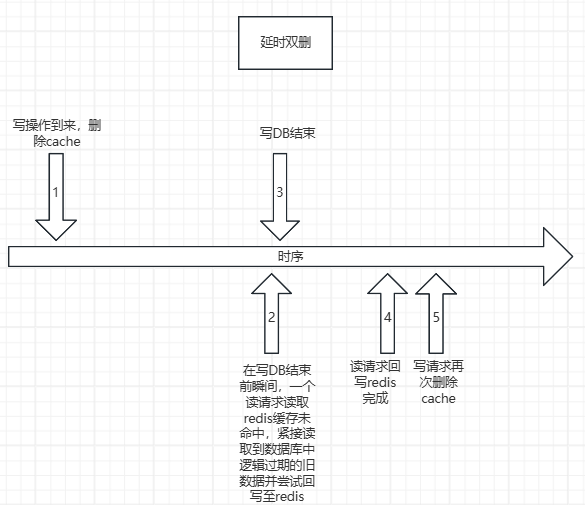 延时双删
写操作到来，删
除cache
写DB结束
1
3
时序
2
4
5
在写DB结束
前瞬间，一个
读请求读取
redis缓存未
命中，紧接读
取到数据库中
逻辑过期的旧
数据并尝试回
写至redis
读请求回
写redis
完成
写请求再
次删除
cache